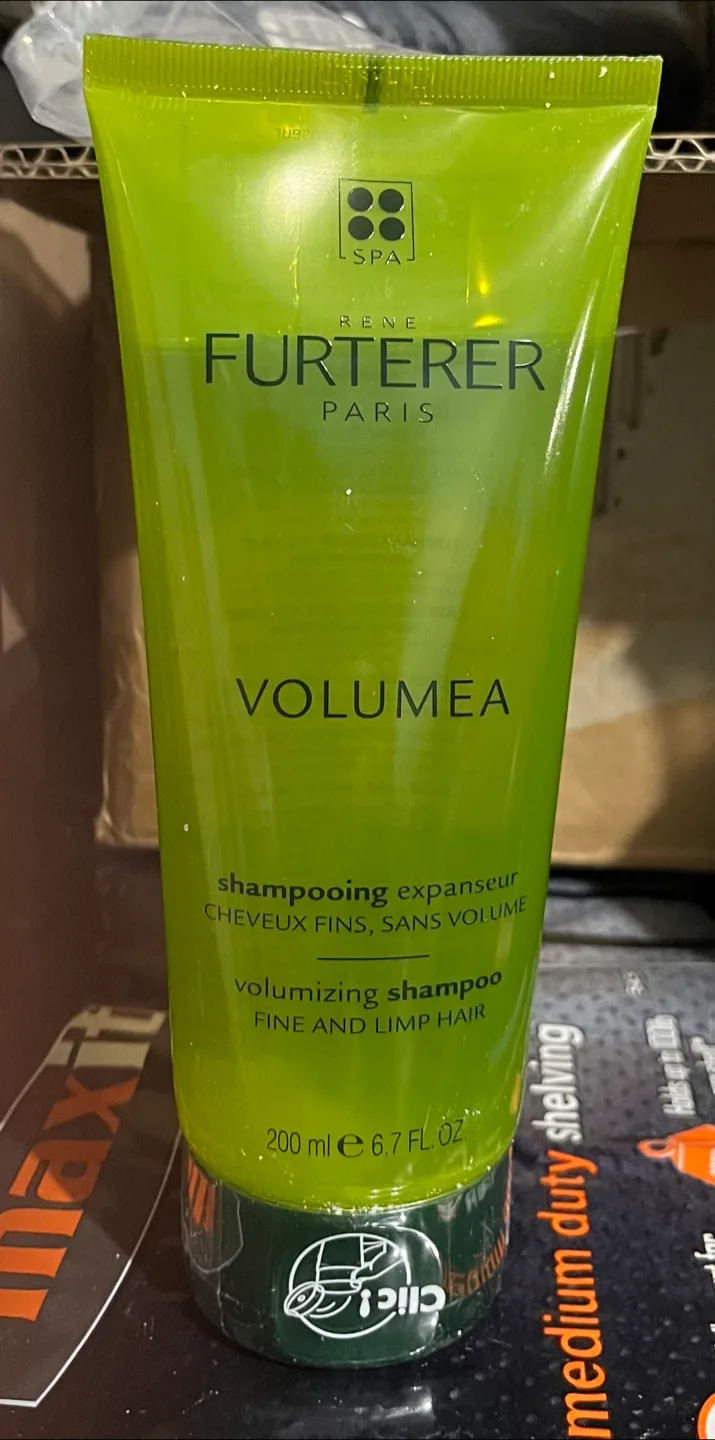 SPA
RENE
FURTERER
PARIS
VOLUMEA
shampooing expanseur
CHEVEUX FINS, SANS VOLUME
volumizing shampoo
FINE AND LIMP HAIR
200 ml e 6.7 FL. OZ
clic!
maxit
medium duty shelving